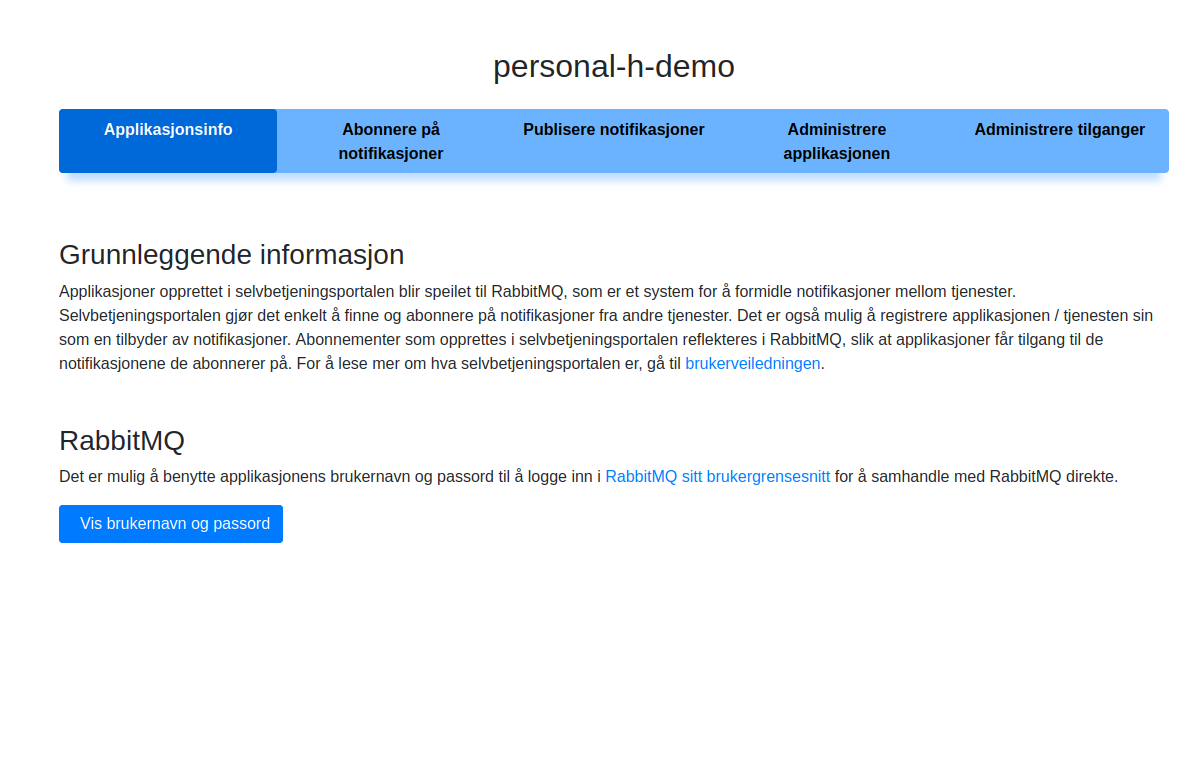 personal-h-demo
Applikasjonsinfo
Abonnere på
notifikasjoner
Publisere notifikasjoner
Administrere
applikasjonen
Administrere tilganger
Grunnleggende informasjon
Applikasjoner opprettet i selvbetjeningsportalen blir speilet til RabbitMQ, som er et system for å formidle notifikasjoner mellom tjenester.
Selvbetjeningsportalen gjør det enkelt å finne og abonnere på notifikasjoner fra andre tjenester. Det er også mulig å registrere applikasjonen / tjenesten sin
som en tilbyder av notifikasjoner. Abonnementer som opprettes i selvbetjeningsportalen reflekteres i RabbitMQ, slik at applikasjoner får tilgang til de
notifikasjonene de abonnerer på. For å lese mer om hva selvbetjeningsportalen er, gå til brukerveiledningen.
RabbitMQ
Det er mulig å benytte applikasjonens brukernavn og passord til å logge inn i RabbitMQ sitt brukergrensesnitt for å samhandle med RabbitMQ direkte.
Vis brukernavn og passord